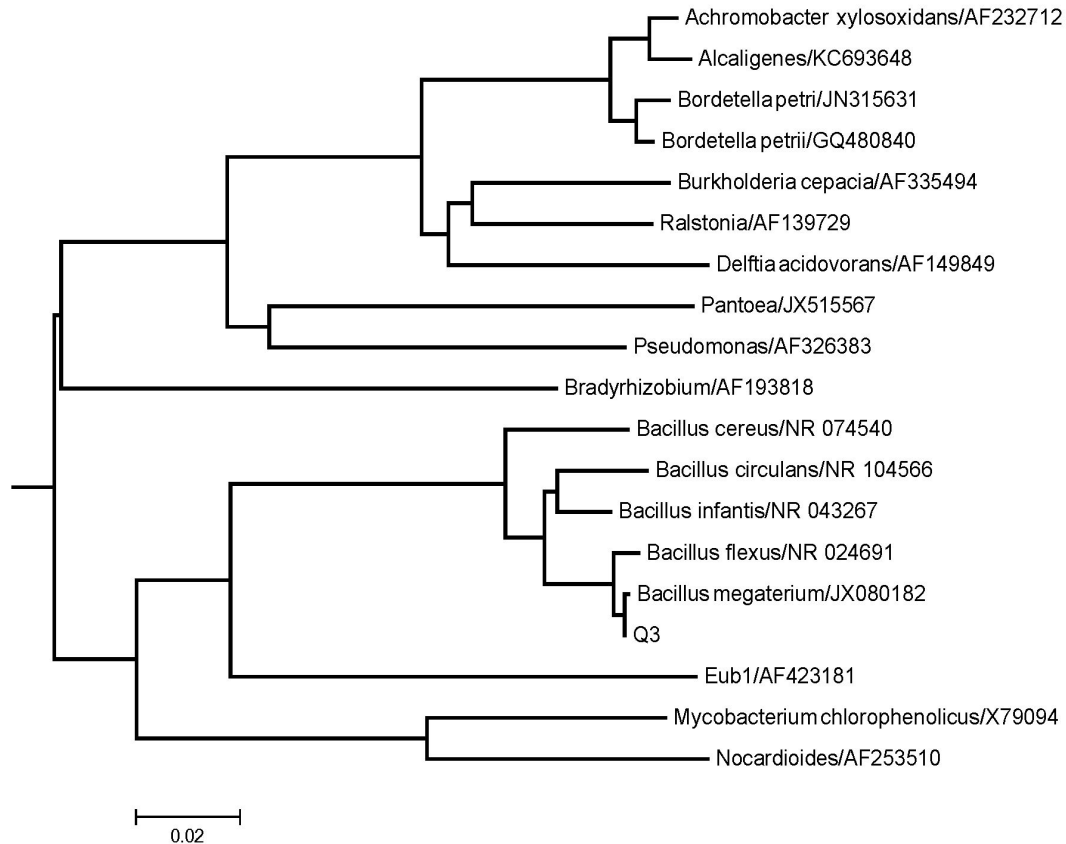 Achromobacter xylosoxidans/AF232712
Alcaligenes/KC693648
Bordetella petri/JN315631
Bordetella petrii/GQ480840
Burkholderia cepacia/AF335494
Ralstonia/AF139729
Delftia acidovorans/AF149849
Pantoea/JX515567
Pseudomonas/AF326383
Bradyrhizobium/AF193818
Bacillus cereus/NR 074540
Bacillus circulans/NR 104566
Bacillus infantis/NR 043267
Bacillus flexus/NR 024691
Bacillus megaterium/JX080182
Q3
Eub1/AF423181
Mycobacterium chlorophenolicus/X79094
Nocardioides/AF253510
0.02